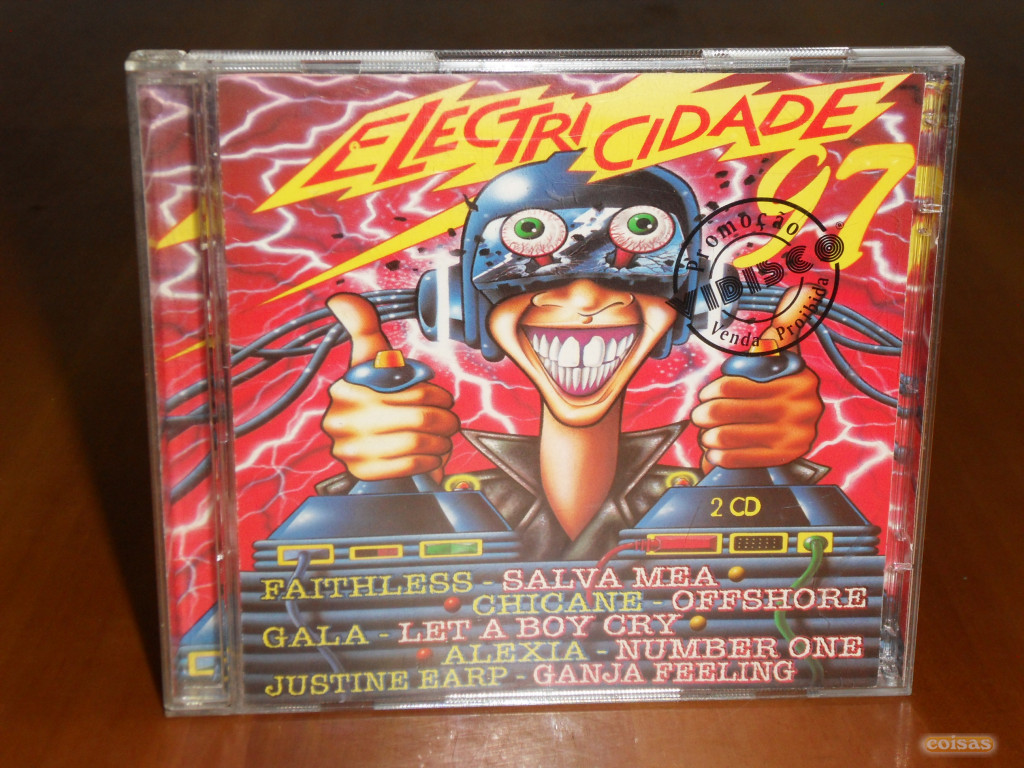 ELECTRICIDADE
97
Promoção
VIDISCO
Venda Proibida
2 CD
FAITHLESS - SALVA MEA
CHICANE - OFFSHORE
GALA - LET A BOY CRY
ALEXIA - NUMBER ONE
JUSTINE EARP - GANJA FEELING
coisas